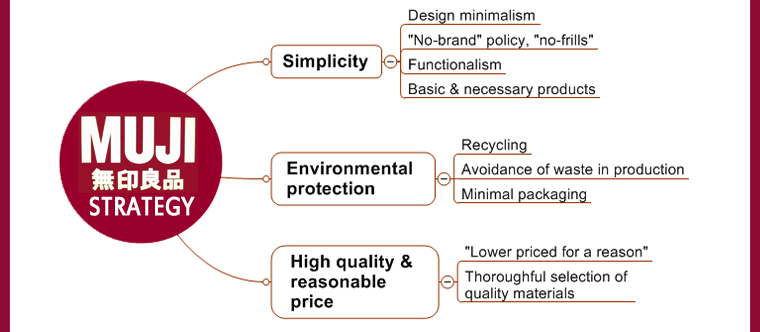 MUJI
無印良品
STRATEGY
Simplicity
Design minimalism
"No-brand" policy, "no-frills"
Functionalism
Basic & necessary products
Environmental
protection
Recycling
Avoidance of waste in production
Minimal packaging
High quality &
reasonable
price
"Lower priced for a reason"
Thoroughful selection of
quality materials